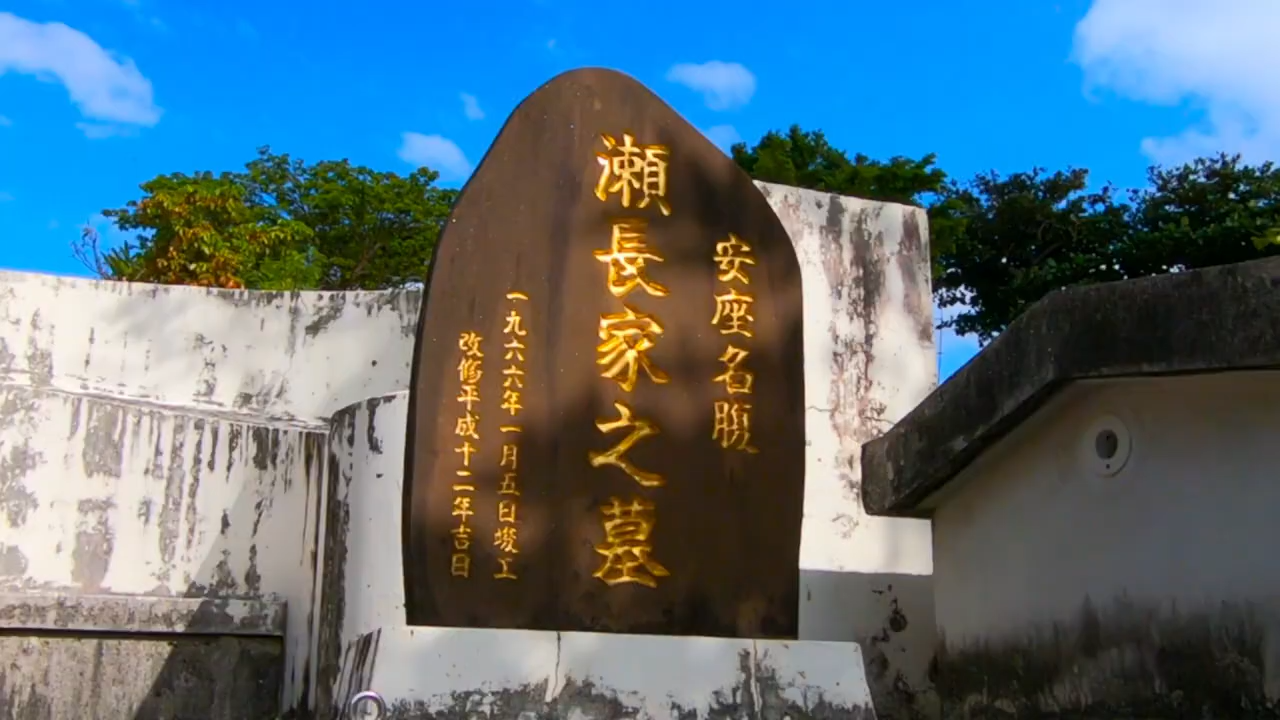 安座名腹
瀬長家之墓
一九六六年一月五日竣工
改修平成十二年吉日